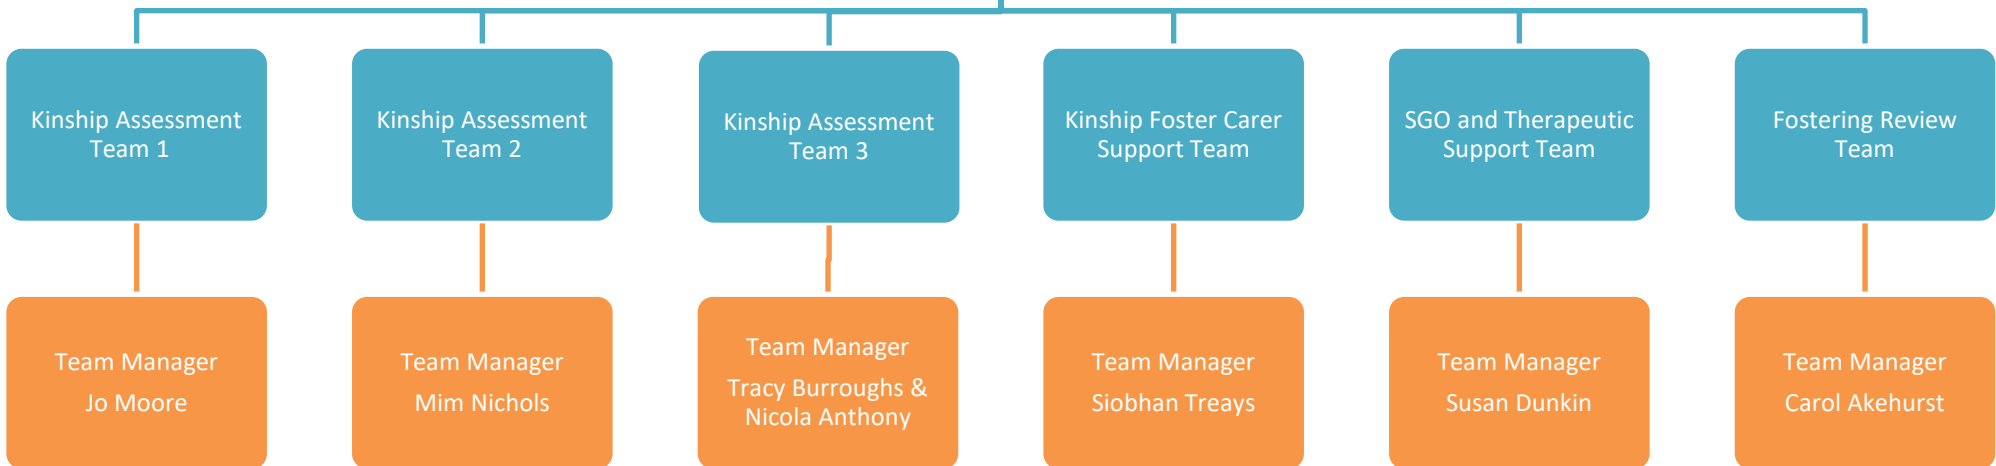 Kinship Assessment
Team 1
Kinship Assessment
Team 2
Kinship Assessment
Team 3
Kinship Foster Carer
Support Team
SGO and Therapeutic
Support Team
Fostering Review
Team
Team Manager
Jo Moore
Team Manager
Mim Nichols
Team Manager
Tracy Burroughs &
Nicola Anthony
Team Manager
Siobhan Treays
Team Manager
Susan Dunkin
Team Manager
Carol Akehurst